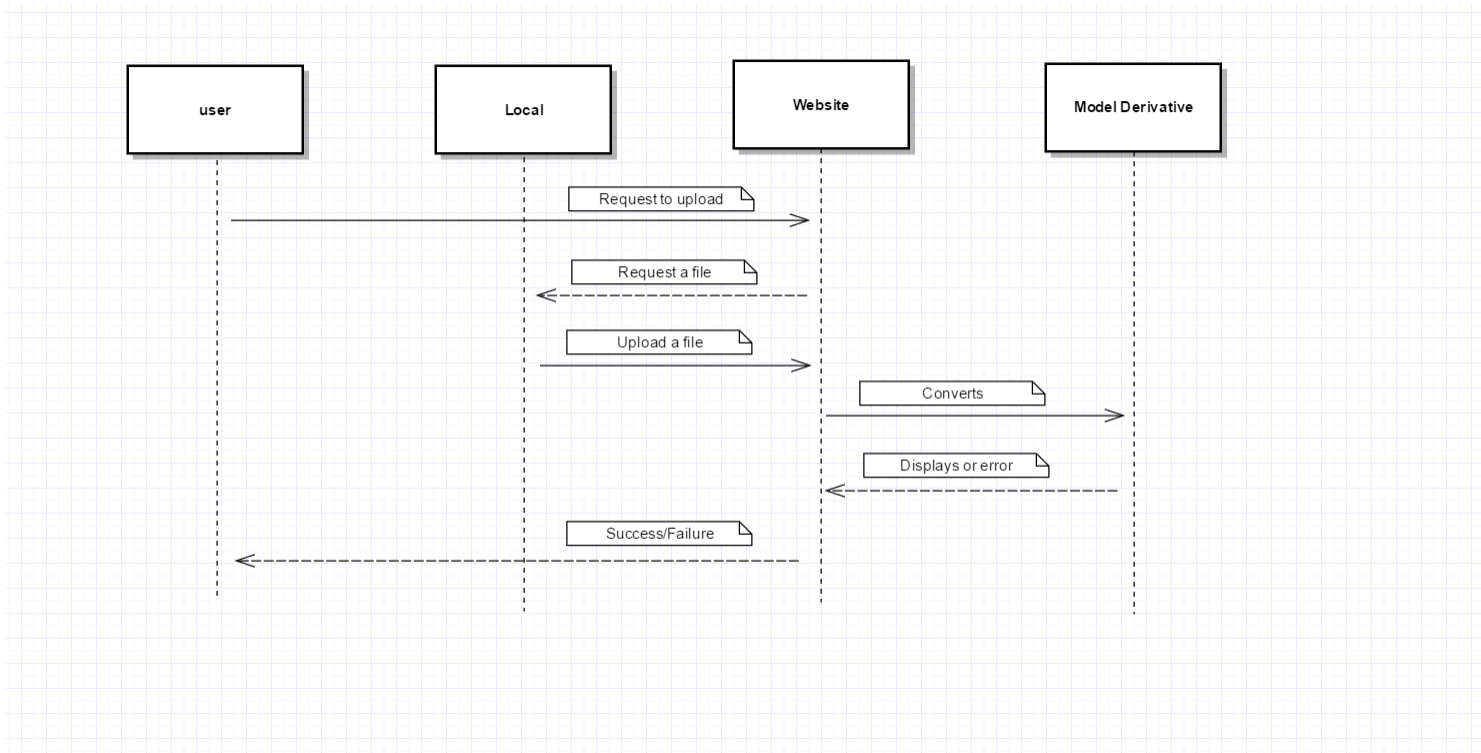 user
Local
Website
Model Derivative
Request to upload
Request a file
Upload a file
Converts
Displays or error
Success/Failure